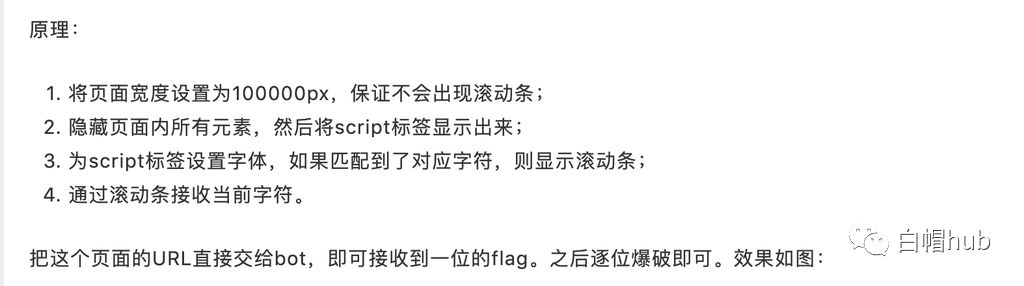 原理：
1. 将页面宽度设置为100000px，保证不会出现滚动条；
2. 隐藏页面内所有元素，然后将script标签显示出来；
3. 为script标签设置字体，如果匹配到了对应字符，则显示滚动条；
4. 通过滚动条接收当前字符。
把这个页面的URL直接交给bot，即可接收到一位的flag。之后逐位爆破即可。效果如图：
白帽hub